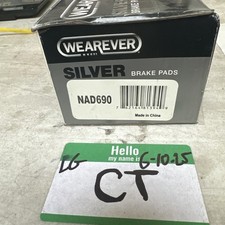 WEAREVER
SILVER BRAKE PADS
NAD690
Made in China
Hello
my name is
LG 6-10-25
CT